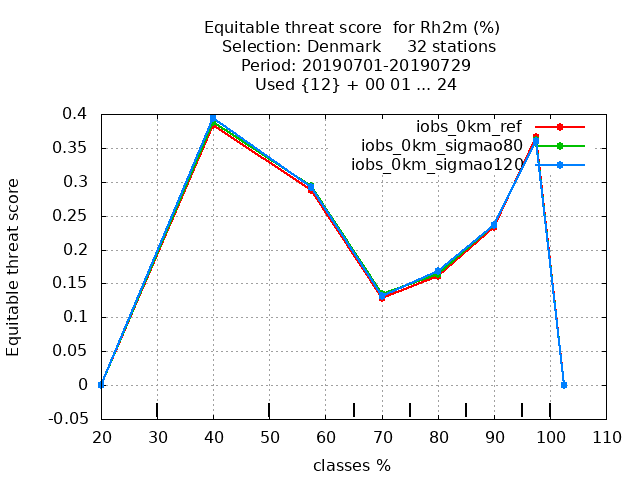 Equitable threat score  for Rh2m (%)
Selection: Denmark     32 stations
Period: 20190701-20190729
Used {12} + 00 01 ... 24
iobs_0km_ref
iobs_0km_sigmao80
iobs_0km_sigmao120
Equitable threat score
0.4
0.35
0.3
0.25
0.2
0.15
0.1
0.05
0
-0.05
20 30 40 50 60 70 80 90 100 110
classes %